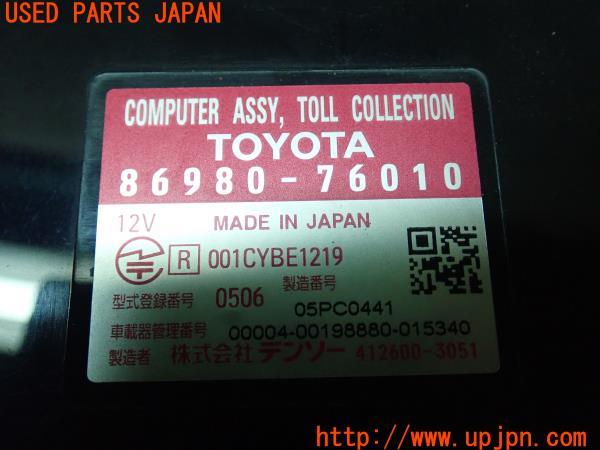 USED PARTS JAPAN
COMPUTER ASSY, TOLL COLLECTION
TOYOTA
86980-76010
12V MADE IN JAPAN
R 001CYBE1219
型式登録番号 0506 製造番号 05PC0441
車載器管理番号 00004-00198880-015340
製造者 株式会社 デンソー 412600-3051
http://www.upjpn.com